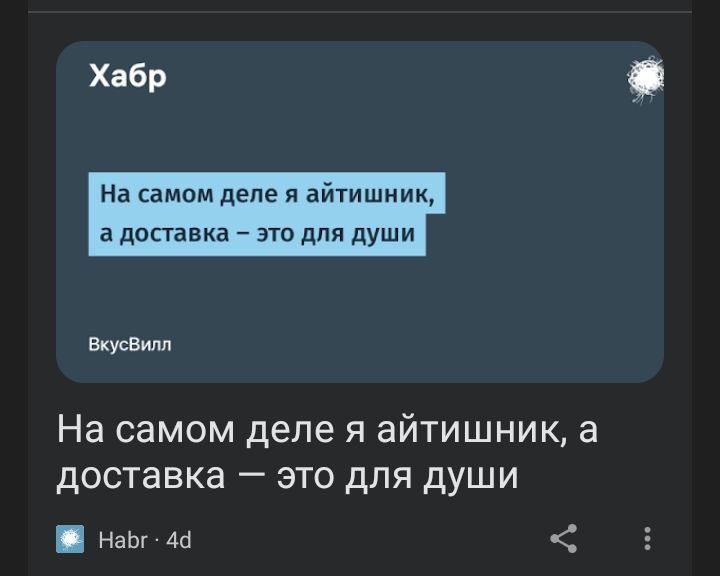 Хабр
На самом деле я айтишник,
а доставка – это для души
ВкусВилл
На самом деле я айтишник, а
доставка — это для души
Habr · 4d